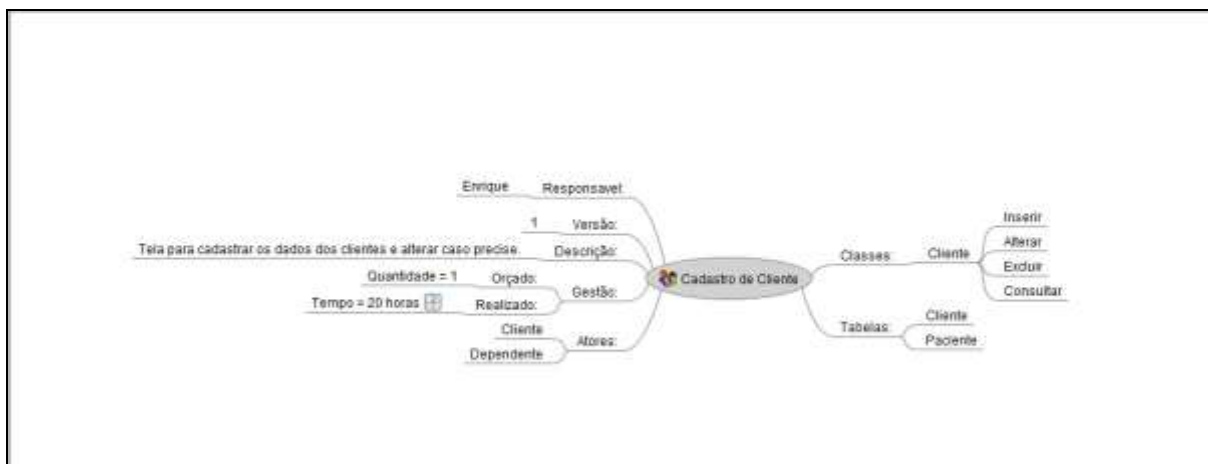 Enrique Responsavel:
1 Versão:
Tela para cadastrar os dados dos clientes e alterar caso precise. Descrição:
Quantidade = 1 Orçado:
Gestão:
Tempo = 20 horas Realizado:
Cliente
Atores:
Dependente
Cadastro de Cliente
Classes: Cliente
Inserir
Alterar
Excluir
Consultar
Tabelas:
Cliente
Paciente